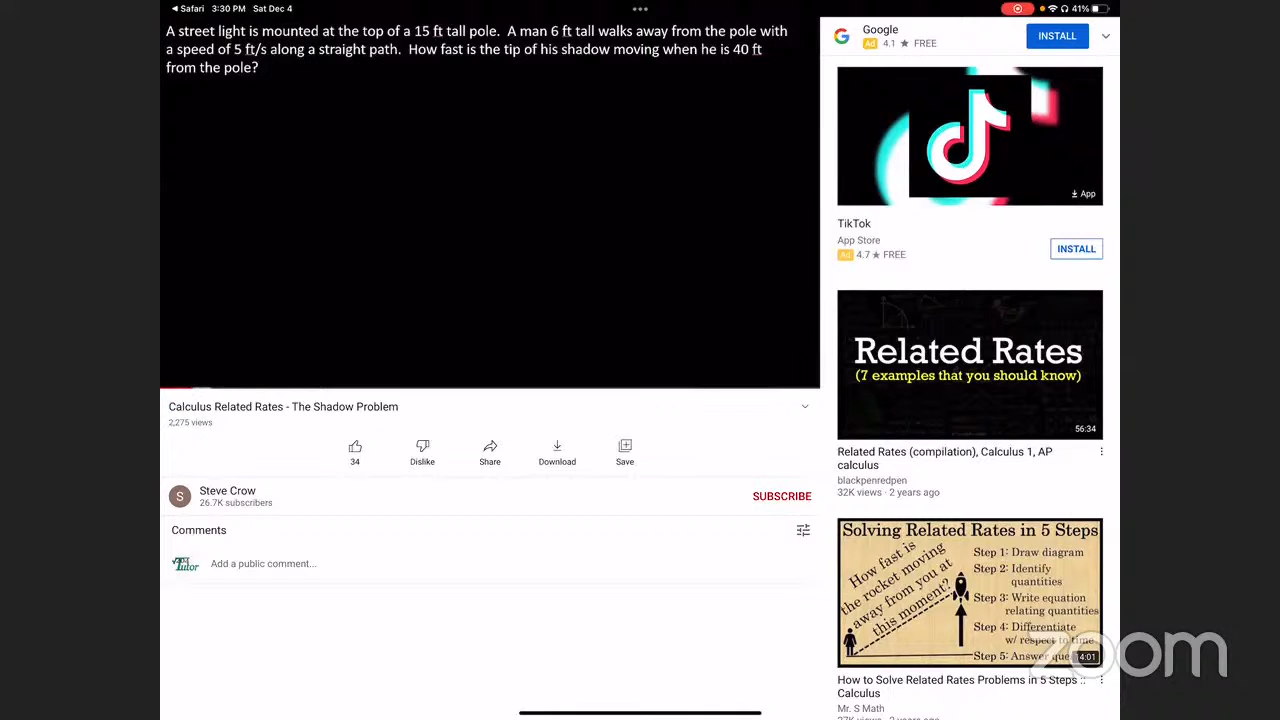 Safari 3:30 PM Sat Dec 4
41%
A street light is mounted at the top of a 15 ft tall pole. A man 6 ft tall walks away from the pole with
a speed of 5 ft/s along a straight path. How fast is the tip of his shadow moving when he is 40 ft
from the pole?
Calculus Related Rates - The Shadow Problem
2,275 views
34
Dislike
Share
Download
Save
S
Steve Crow
26.7K subscribers
SUBSCRIBE
Comments
Tutor
Add a public comment...
Google
Ad 4.1 ★ FREE
INSTALL
App
TikTok
App Store
Ad 4.7 ★ FREE
INSTALL
Related Rates
(7 examples that you should know)
56:34
Related Rates (compilation), Calculus 1, AP
calculus
blackpenredpen
32K views · 2 years ago
Solving Related Rates in 5 Steps
How fast is
the rocket moving
away from you at
this moment?
Step 1: Draw diagram
Step 2: Identify
quantities
Step 3: Write equation
relating quantities
Step 4: Differentiate
w/ respect to time
Step 5: Answer
14:01
zoom
How to Solve Related Rates Problems in 5 Steps ::
Calculus
Mr. S Math
2 years ago